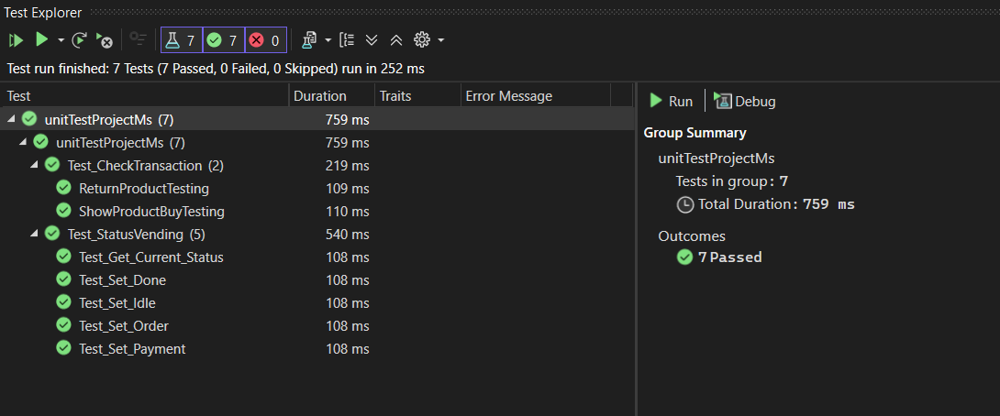 Test Explorer
7 7 0
Test run finished: 7 Tests (7 Passed, 0 Failed, 0 Skipped) run in 252 ms
Test Duration Traits Error Message
unitTestProjectMs (7) 759 ms
unitTestProjectMs (7) 759 ms
Test_CheckTransaction (2) 219 ms
ReturnProductTesting 109 ms
ShowProductBuyTesting 110 ms
Test_StatusVending (5) 540 ms
Test_Get_Current_Status 108 ms
Test_Set_Done 108 ms
Test_Set_Idle 108 ms
Test_Set_Order 108 ms
Test_Set_Payment 108 ms
Run Debug
Group Summary
unitTestProjectMs
Tests in group: 7
Total Duration: 759 ms
Outcomes
7 Passed